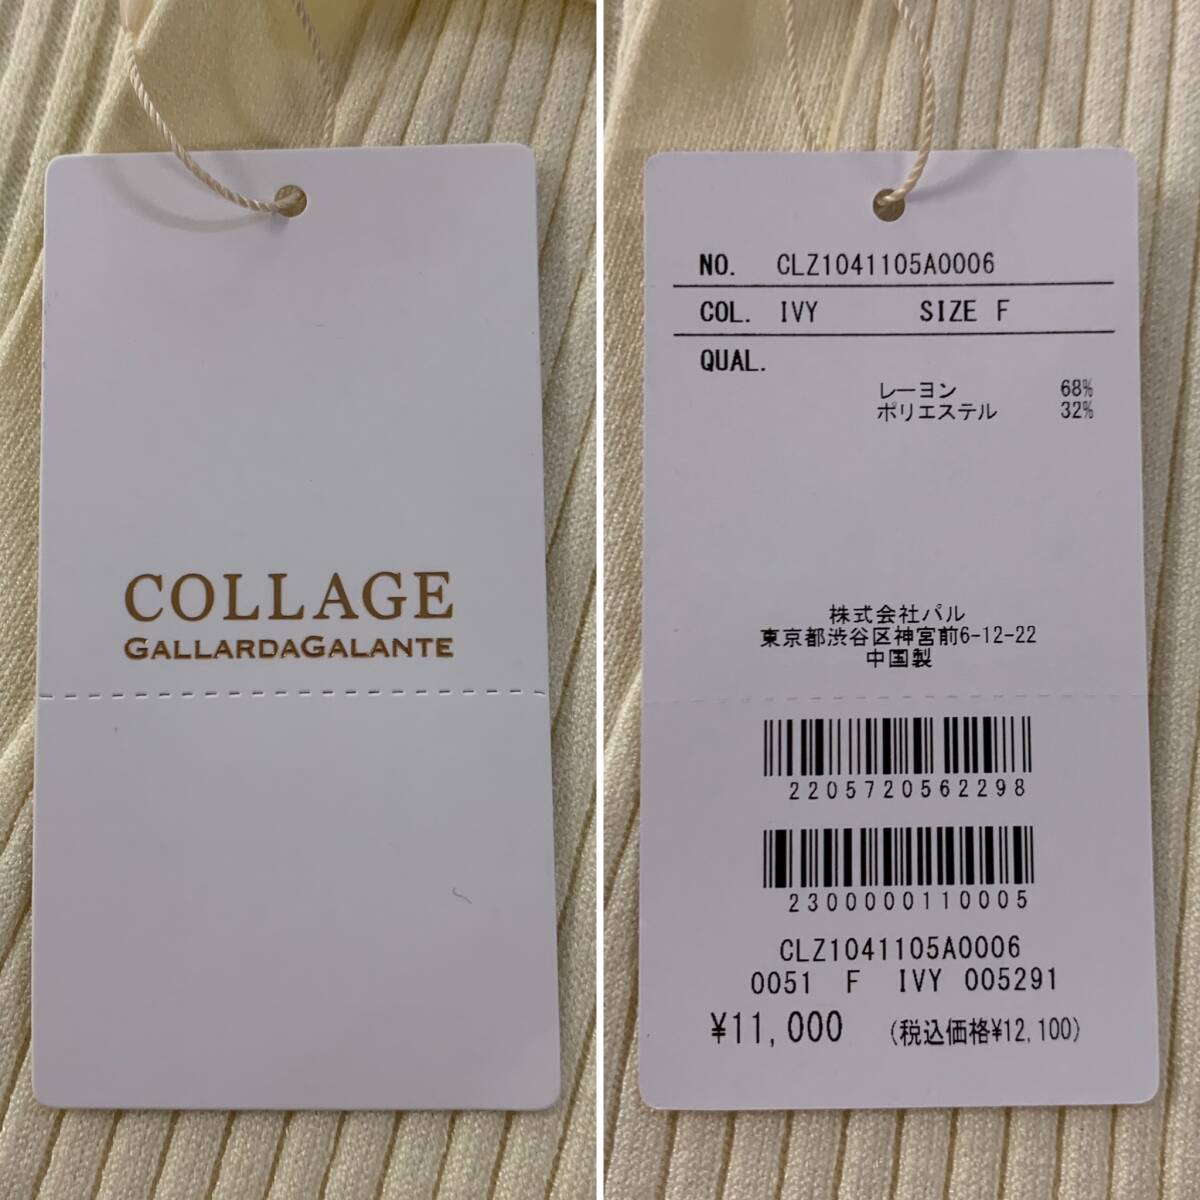 COLLAGE
GALLARDAGALANTE
NO. CLZ1041105A0006
COL. IVY SIZE F
QUAL.
レーヨン 68%
ポリエステル 32%
株式会社パル
東京都渋谷区神宮前6-12-22
中国製
2205720562298
2300000110005
CLZ1041105A0006
0051 F IVY 005291
¥11,000 (税込価格¥12,100)